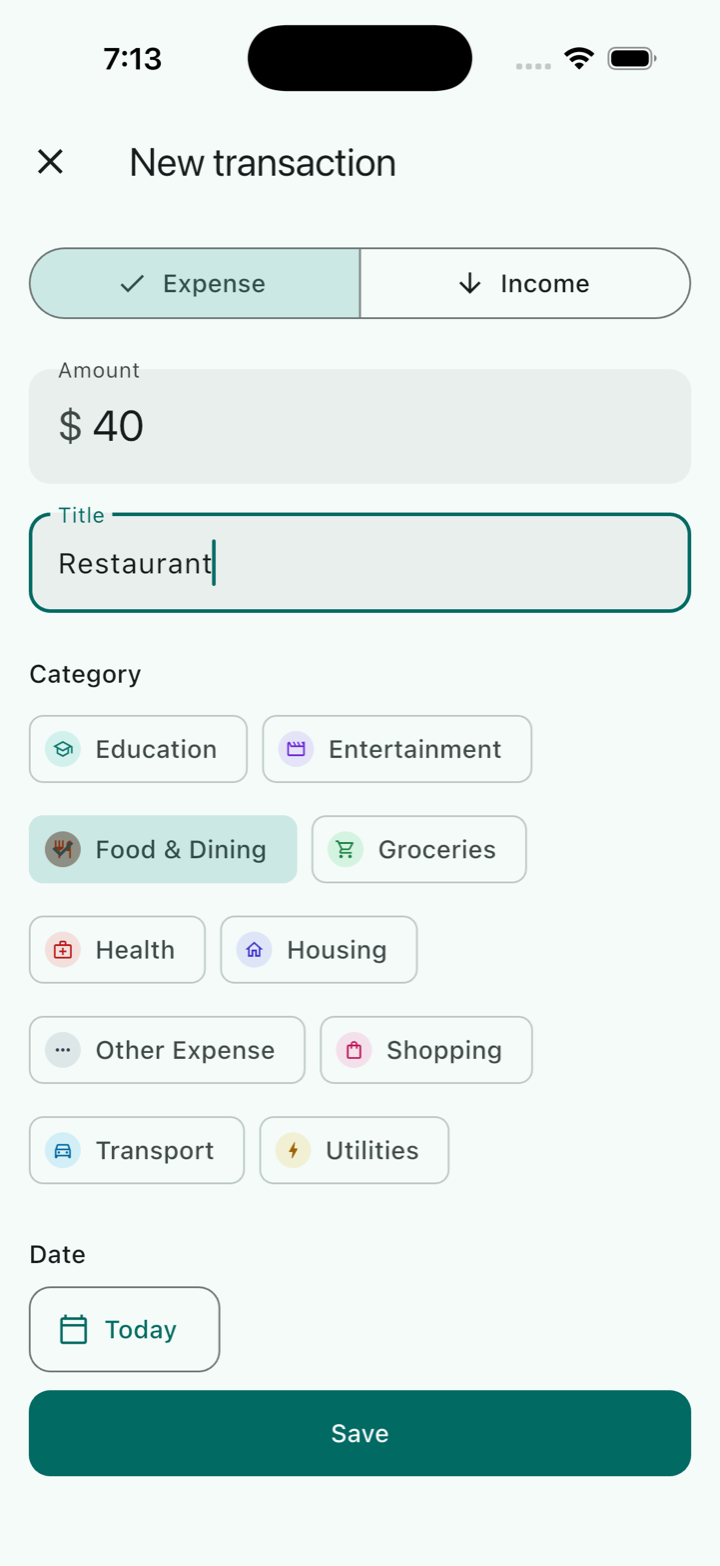 7:13
New transaction
Expense Income
Amount
$ 40
Title
Restaurant
Category
Education Entertainment
Food & Dining Groceries
Health Housing
Other Expense Shopping
Transport Utilities
Date
Today
Save